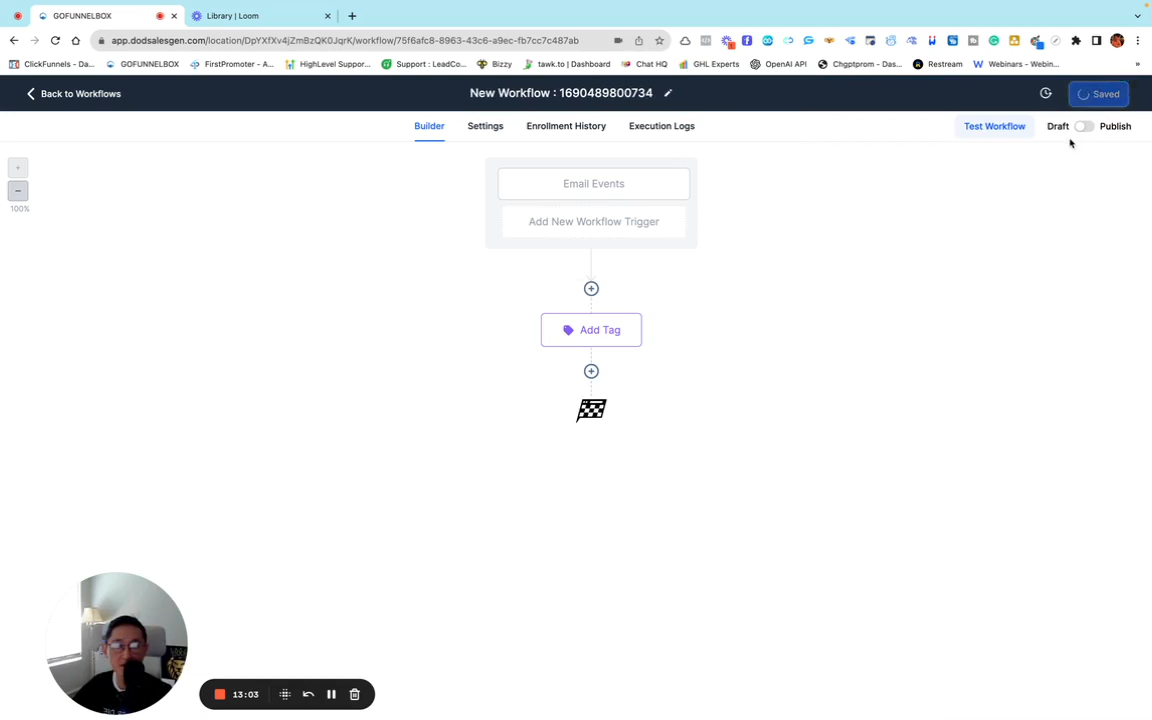 GOFUNNELBOX
Library | Loom
app.dodsalesgen.com/location/DpYXfXv4jZmBzQK0JqrK/workflow/75f6afc8-8963-43c6-a9ec-fb7cc7c487ab
ClickFunnels - Da...
GOFUNNELBOX
FirstPromoter - A...
HighLevel Suppor...
Support : LeadCo...
Bizzy
tawk.to | Dashboard
Chat HQ
GHL Experts
OpenAI API
Chgptprom - Das...
Restream
Webinars - Webin...
»
Back to Workflows
New Workflow : 1690489800734
Saved
Builder
Settings
Enrollment History
Execution Logs
Test Workflow
Draft
Publish
+
−
100%
Email Events
Add New Workflow Trigger
Add Tag
13:03